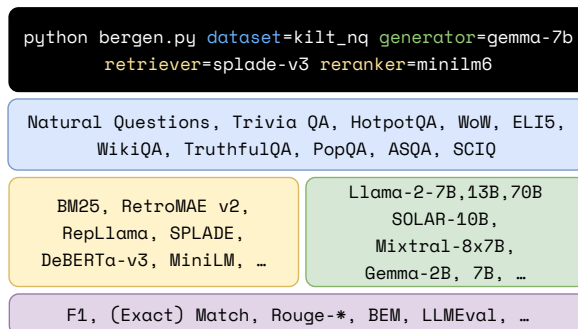 python bergen.py dataset=kilt_nq generator=gemma-7b
retriever=splade-v3 reranker=minilm6
Natural Questions, Trivia QA, HotpotQA, WoW, ELI5,
WikiQA, TruthfulQA, PopQA, ASQA, SCIQ
BM25, RetroMAE v2,
RepLlama, SPLADE,
DeBERTa-v3, MiniLM, …
Llama-2-7B,13B,70B
SOLAR-10B,
Mixtral-8x7B,
Gemma-2B, 7B, …
F1, (Exact) Match, Rouge-*, BEM, LLMEval, …